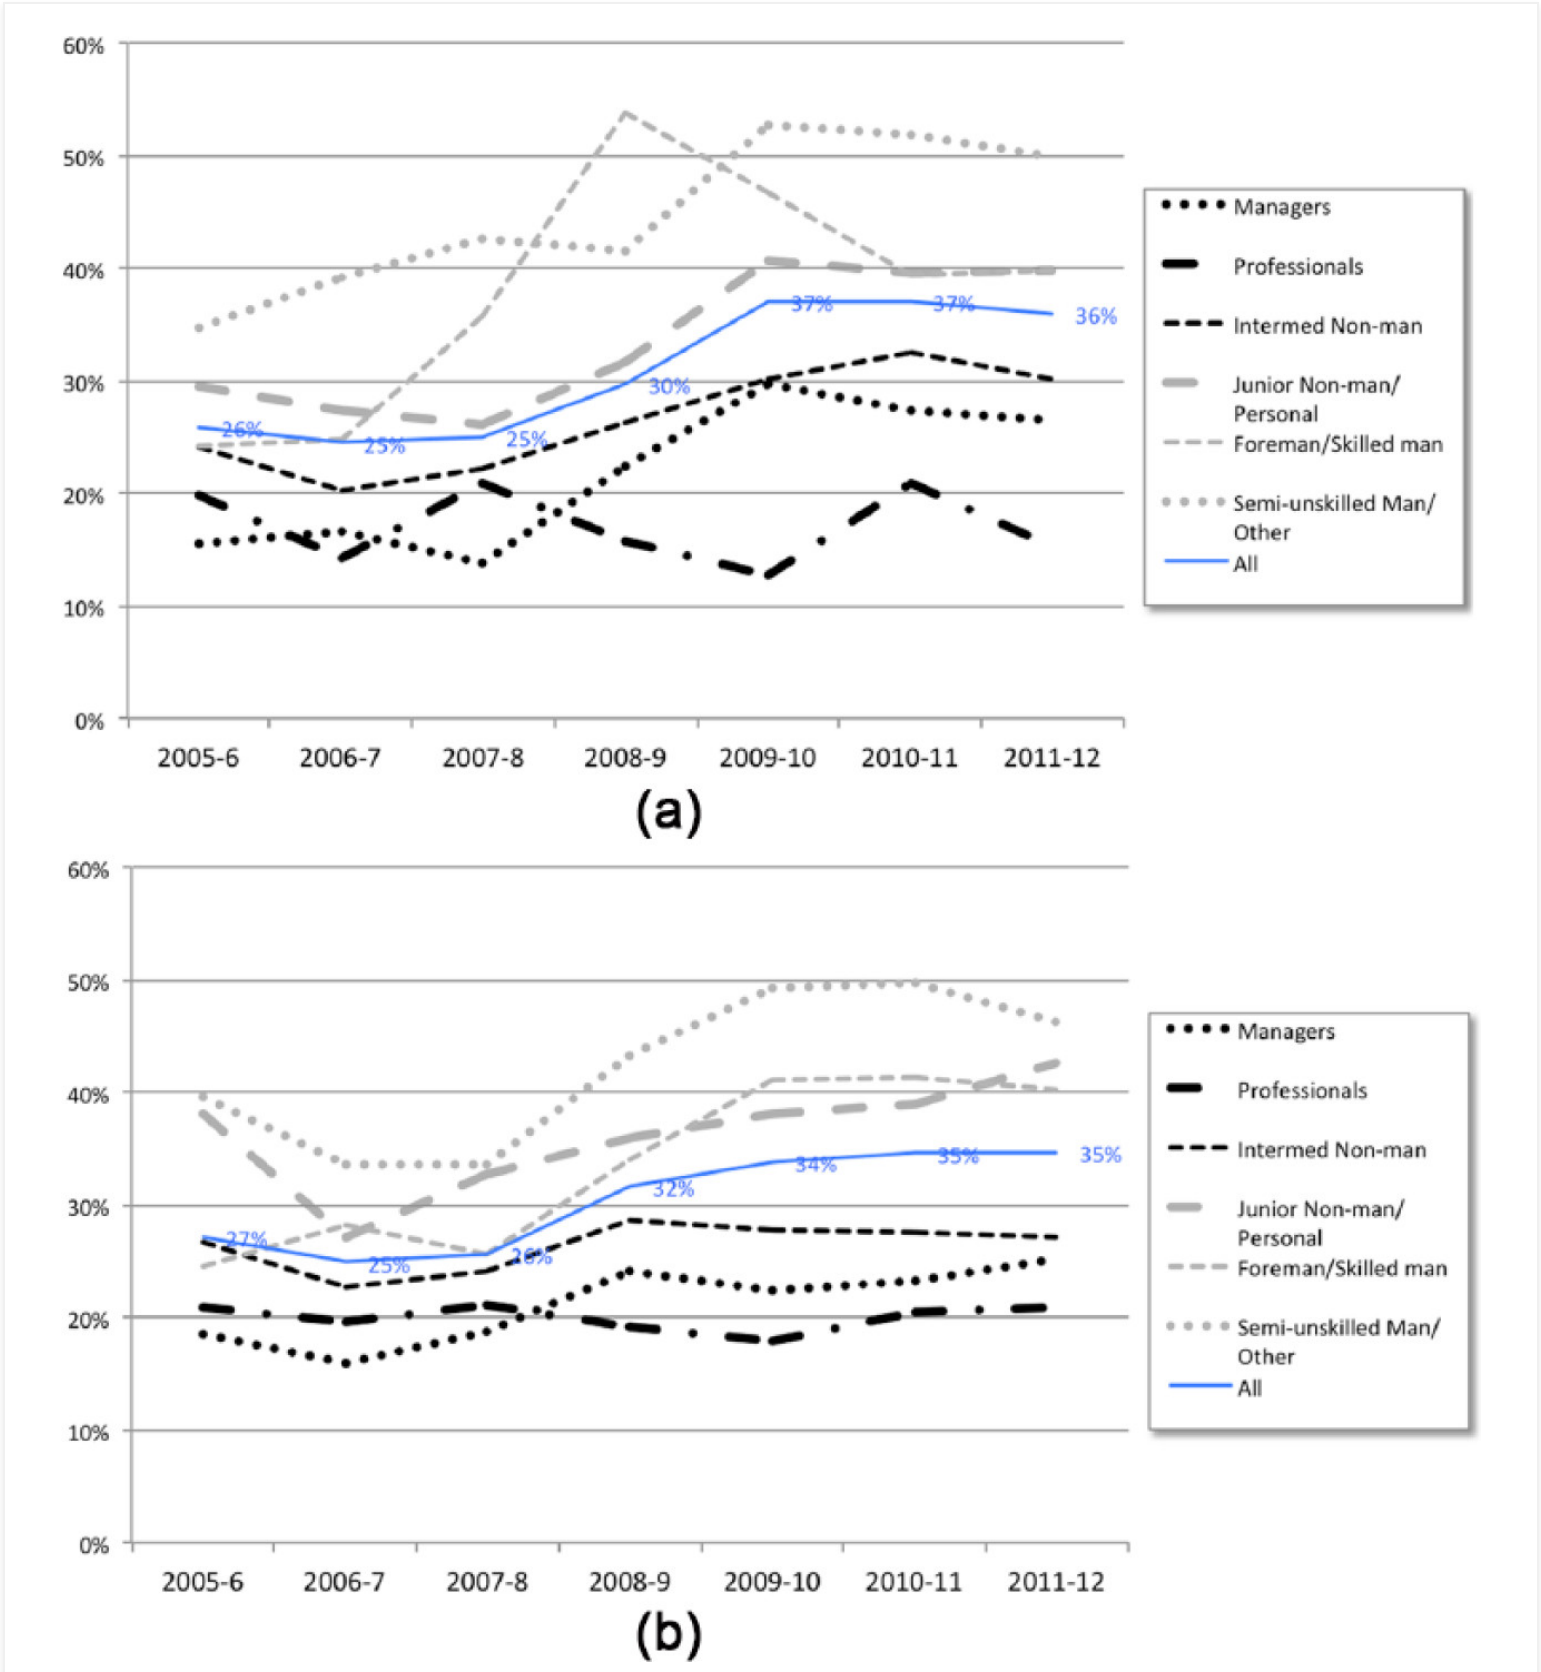 60%
50%
40%
30%
20%
10%
0%
26%
25%
25%
30%
37%
37%
36%
2005-6 2006-7 2007-8 2008-9 2009-10 2010-11 2011-12
Managers
Professionals
Intermed Non-man
Junior Non-man/
Personal
Foreman/Skilled man
Semi-unskilled Man/
Other
All
(a)
60%
50%
40%
30%
20%
10%
0%
27%
25%
26%
32%
34%
35%
35%
2005-6 2006-7 2007-8 2008-9 2009-10 2010-11 2011-12
Managers
Professionals
Intermed Non-man
Junior Non-man/
Personal
Foreman/Skilled man
Semi-unskilled Man/
Other
All
(b)